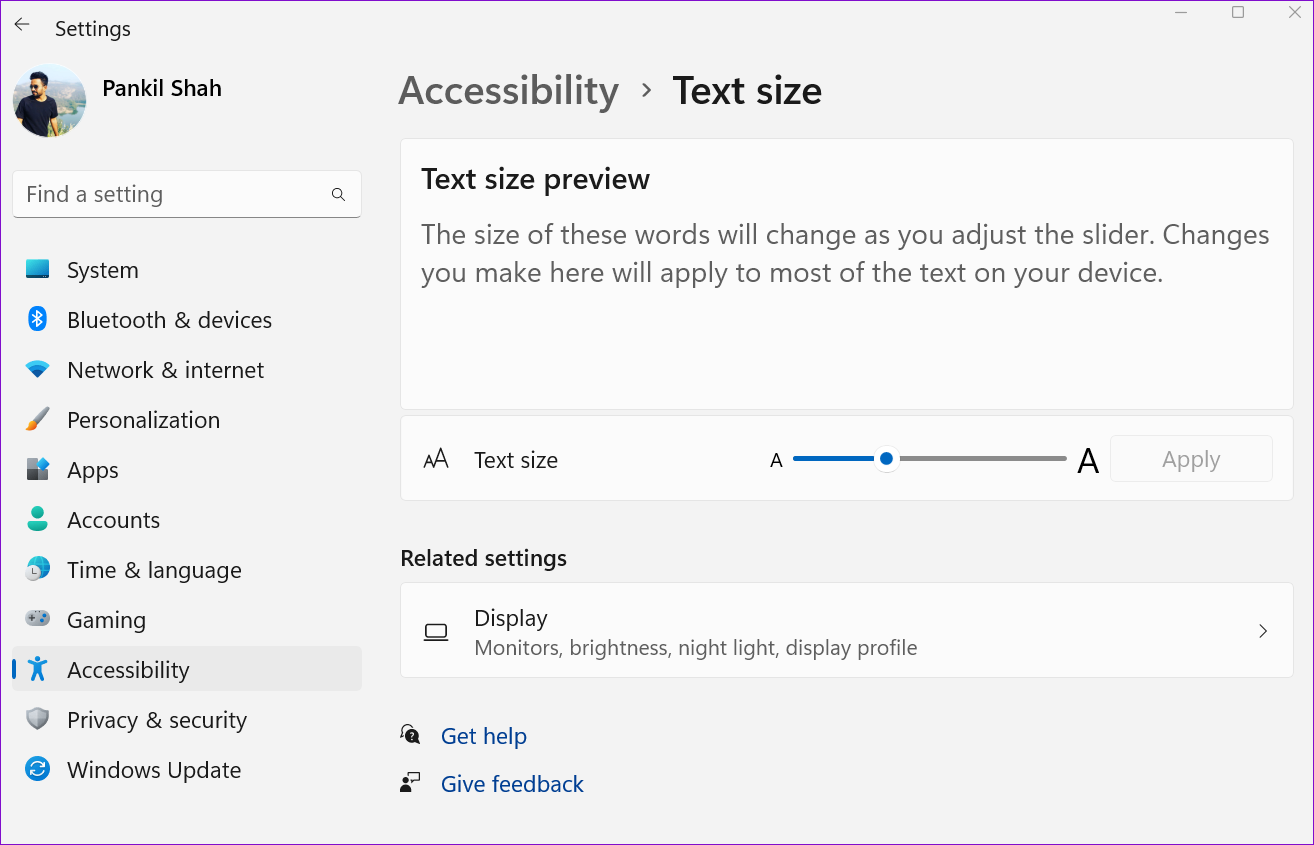 Settings
Pankil Shah
Find a setting
System
Bluetooth & devices
Network & internet
Personalization
Apps
Accounts
Time & language
Gaming
Accessibility
Privacy & security
Windows Update
Accessibility › Text size
Text size preview
The size of these words will change as you adjust the slider. Changes
you make here will apply to most of the text on your device.
Text size A A Apply
Related settings
Display
Monitors, brightness, night light, display profile
Get help
Give feedback